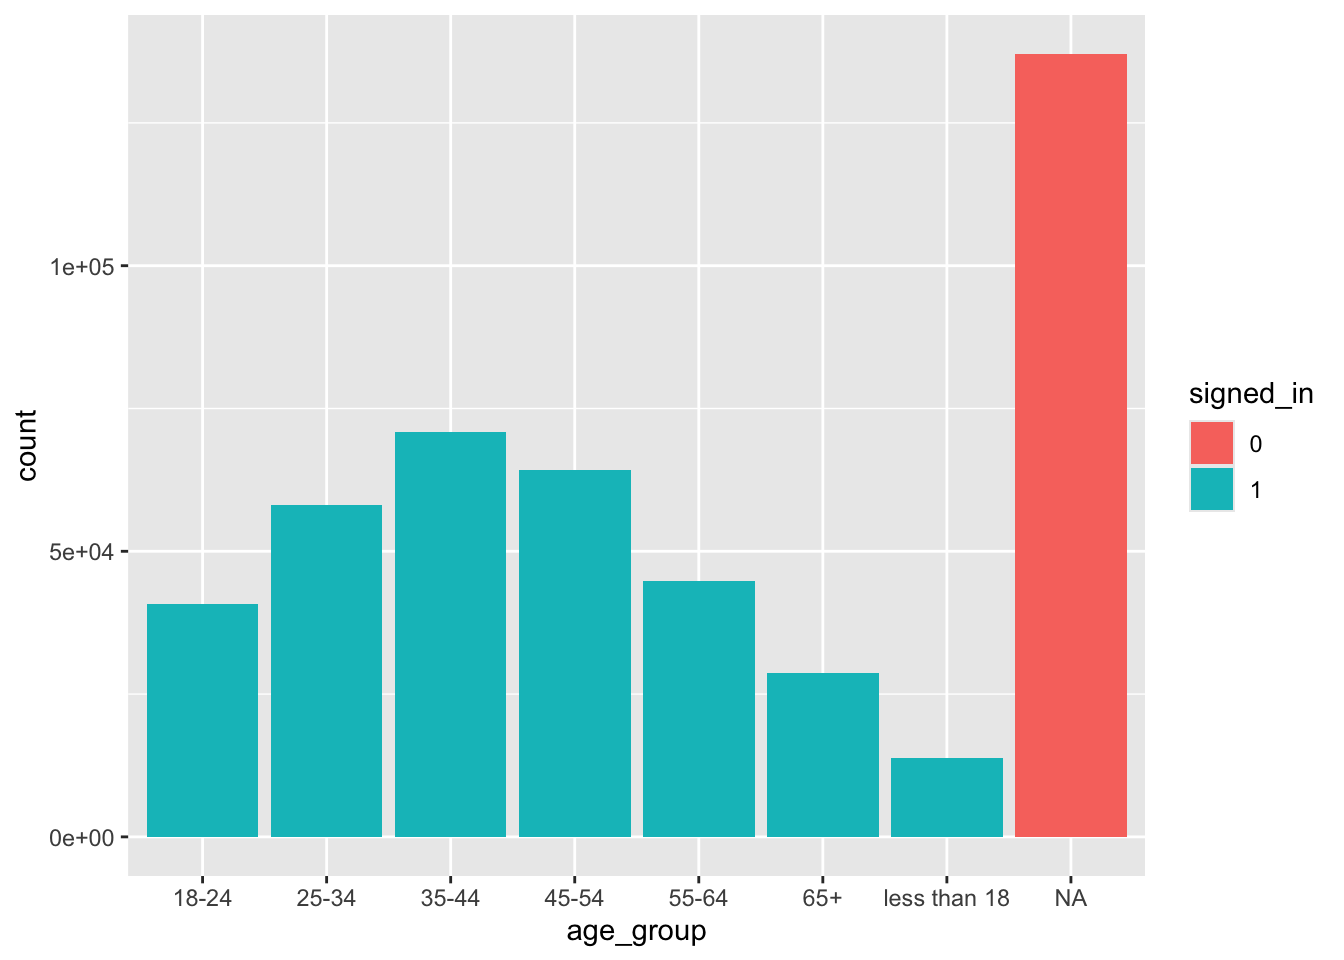 count
1e+05
5e+04
0e+00
18-24 25-34 35-44 45-54 55-64 65+ less than 18 NA
age_group
signed_in
0
1